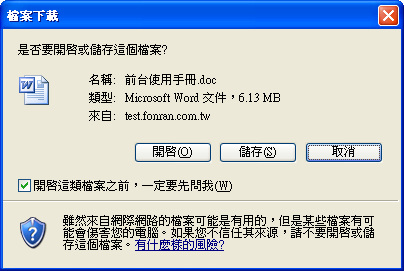 檔案下載
是否要開啓或儲存這個檔案?
名稱: 前台使用手冊.doc
類型: Microsoft Word 文件，6.13 MB
來自: test.fonran.com.tw
開啓(O) 儲存(S) 取消
開啓這類檔案之前，一定要先問我(W)
雖然來自網際網路的檔案可能是有用的，但是某些檔案有可
能會傷害您的電腦。如果您不信任其來源，請不要開啓或儲
存這個檔案。有什麼樣的風險?